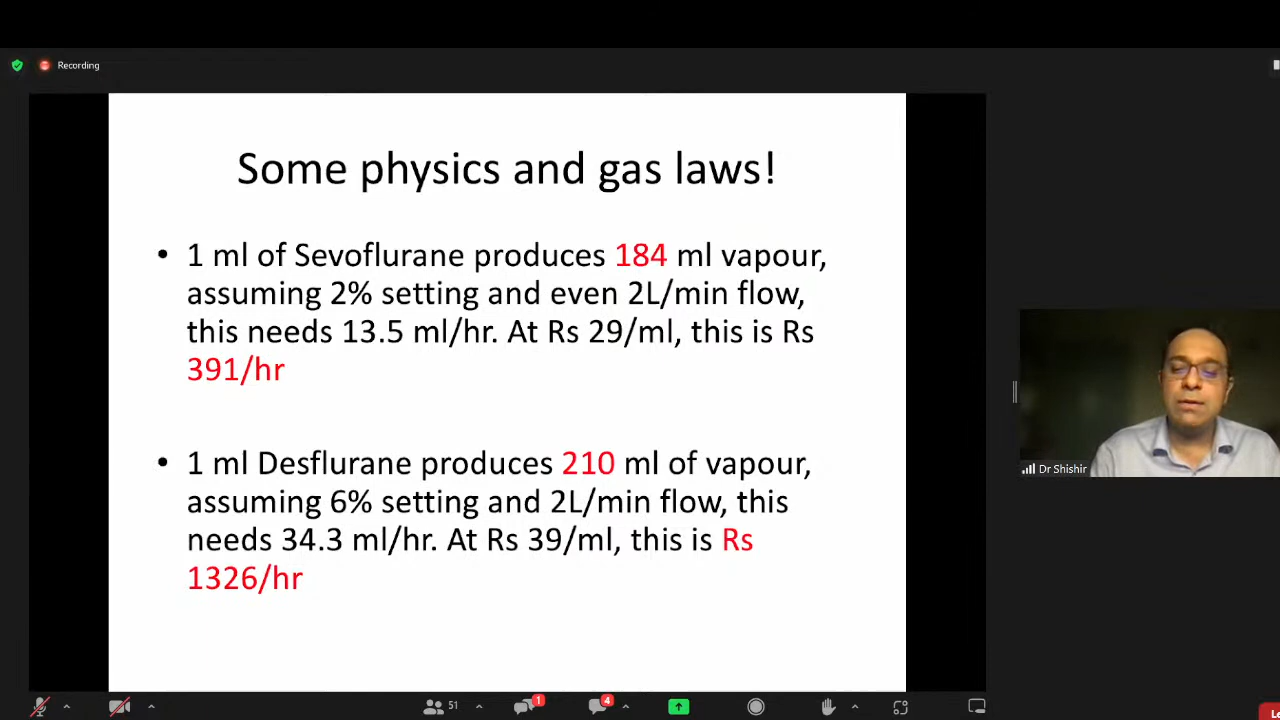 Recording
Some physics and gas laws!
• 1 ml of Sevoflurane produces 184 ml vapour,
assuming 2% setting and even 2L/min flow,
this needs 13.5 ml/hr. At Rs 29/ml, this is Rs
391/hr
• 1 ml Desflurane produces 210 ml of vapour,
assuming 6% setting and 2L/min flow, this
needs 34.3 ml/hr. At Rs 39/ml, this is Rs
1326/hr
Dr Shishir
51
1
4